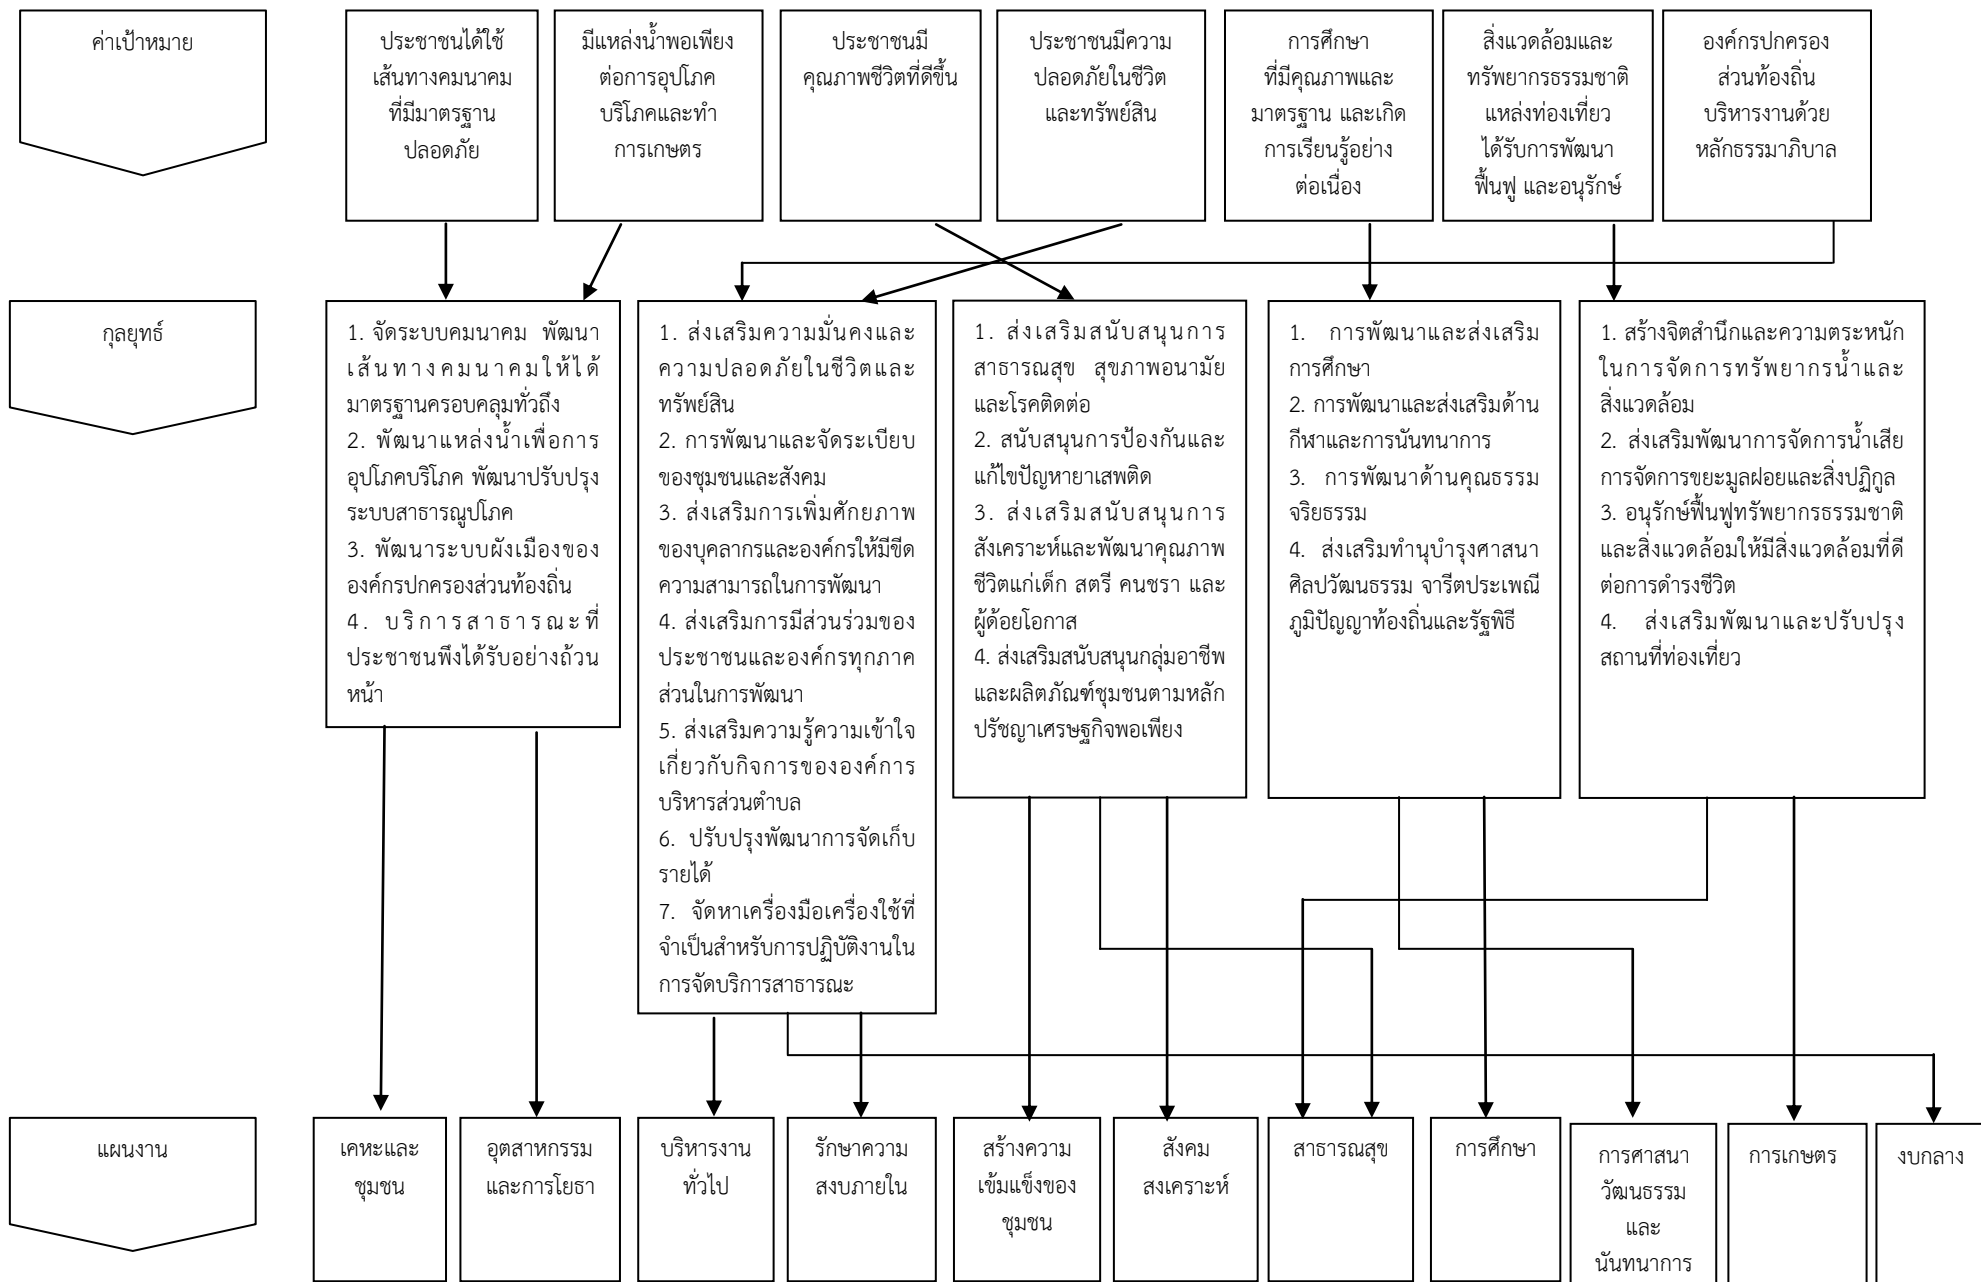 ค่าเป้าหมาย
ประชาชนได้ใช้
เส้นทางคมนาคม
ที่มีมาตรฐาน
ปลอดภัย
มีแหล่งน้ำพอเพียง
ต่อการอุปโภค
บริโภคและทำ
การเกษตร
ประชาชนมี
คุณภาพชีวิตที่ดีขึ้น
ประชาชนมีความ
ปลอดภัยในชีวิต
และทรัพย์สิน
การศึกษา
ที่มีคุณภาพและ
มาตรฐาน และเกิด
การเรียนรู้อย่าง
ต่อเนื่อง
สิ่งแวดล้อมและ
ทรัพยากรธรรมชาติ
แหล่งท่องเที่ยว
ได้รับการพัฒนา
ฟื้นฟู และอนุรักษ์
องค์กรปกครอง
ส่วนท้องถิ่น
บริหารงานด้วย
หลักธรรมาภิบาล
กุลยุทธ์
1. จัดระบบคมนาคม พัฒนา
เส้นทางคมนาคมให้ได้
มาตรฐานครอบคลุมทั่วถึง
2. พัฒนาแหล่งน้ำเพื่อการ
อุปโภคบริโภค พัฒนาปรับปรุง
ระบบสาธารณูปโภค
3. พัฒนาระบบผังเมืองของ
องค์กรปกครองส่วนท้องถิ่น
4. บริการสาธารณะที่
ประชาชนพึงได้รับอย่างถ้วน
หน้า
1. ส่งเสริมความมั่นคงและ
ความปลอดภัยในชีวิตและ
ทรัพย์สิน
2. การพัฒนาและจัดระเบียบ
ของชุมชนและสังคม
3. ส่งเสริมการเพิ่มศักยภาพ
ของบุคลากรและองค์กรให้มีขีด
ความสามารถในการพัฒนา
4. ส่งเสริมการมีส่วนร่วมของ
ประชาชนและองค์กรทุกภาค
ส่วนในการพัฒนา
5. ส่งเสริมความรู้ความเข้าใจ
เกี่ยวกับกิจการขององค์การ
บริหารส่วนตำบล
6. ปรับปรุงพัฒนาการจัดเก็บ
รายได้
7. จัดหาเครื่องมือเครื่องใช้ที่
จำเป็นสำหรับการปฏิบัติงานใน
การจัดบริการสาธารณะ
1. ส่งเสริมสนับสนุนการ
สาธารณสุข สุขภาพอนามัย
และโรคติดต่อ
2. สนับสนุนการป้องกันและ
แก้ไขปัญหายาเสพติด
3. ส่งเสริมสนับสนุนการ
สังเคราะห์และพัฒนาคุณภาพ
ชีวิตแก่เด็ก สตรี คนชรา และ
ผู้ด้อยโอกาส
4. ส่งเสริมสนับสนุนกลุ่มอาชีพ
และผลิตภัณฑ์ชุมชนตามหลัก
ปรัชญาเศรษฐกิจพอเพียง
1. การพัฒนาและส่งเสริม
การศึกษา
2. การพัฒนาและส่งเสริมด้าน
กีฬาและการนันทนาการ
3. การพัฒนาด้านคุณธรรม
จริยธรรม
4. ส่งเสริมทำนุบำรุงศาสนา
ศิลปวัฒนธรรม จารีตประเพณี
ภูมิปัญญาท้องถิ่นและรัฐพิธี
1. สร้างจิตสำนึกและความตระหนัก
ในการจัดการทรัพยากรน้ำและ
สิ่งแวดล้อม
2. ส่งเสริมพัฒนาการจัดการน้ำเสีย
การจัดการขยะมูลฝอยและสิ่งปฏิกูล
3. อนุรักษ์ฟื้นฟูทรัพยากรธรรมชาติ
และสิ่งแวดล้อมให้มีสิ่งแวดล้อมที่ดี
ต่อการดำรงชีวิต
4. ส่งเสริมพัฒนาและปรับปรุง
สถานที่ท่องเที่ยว
แผนงาน
เคหะและ
ชุมชน
อุตสาหกรรม
และการโยธา
บริหารงาน
ทั่วไป
รักษาความ
สงบภายใน
สร้างความ
เข้มแข็งของ
ชุมชน
สังคม
สงเคราะห์
สาธารณสุข
การศึกษา
การศาสนา
วัฒนธรรม
และ
นันทนาการ
การเกษตร
งบกลาง